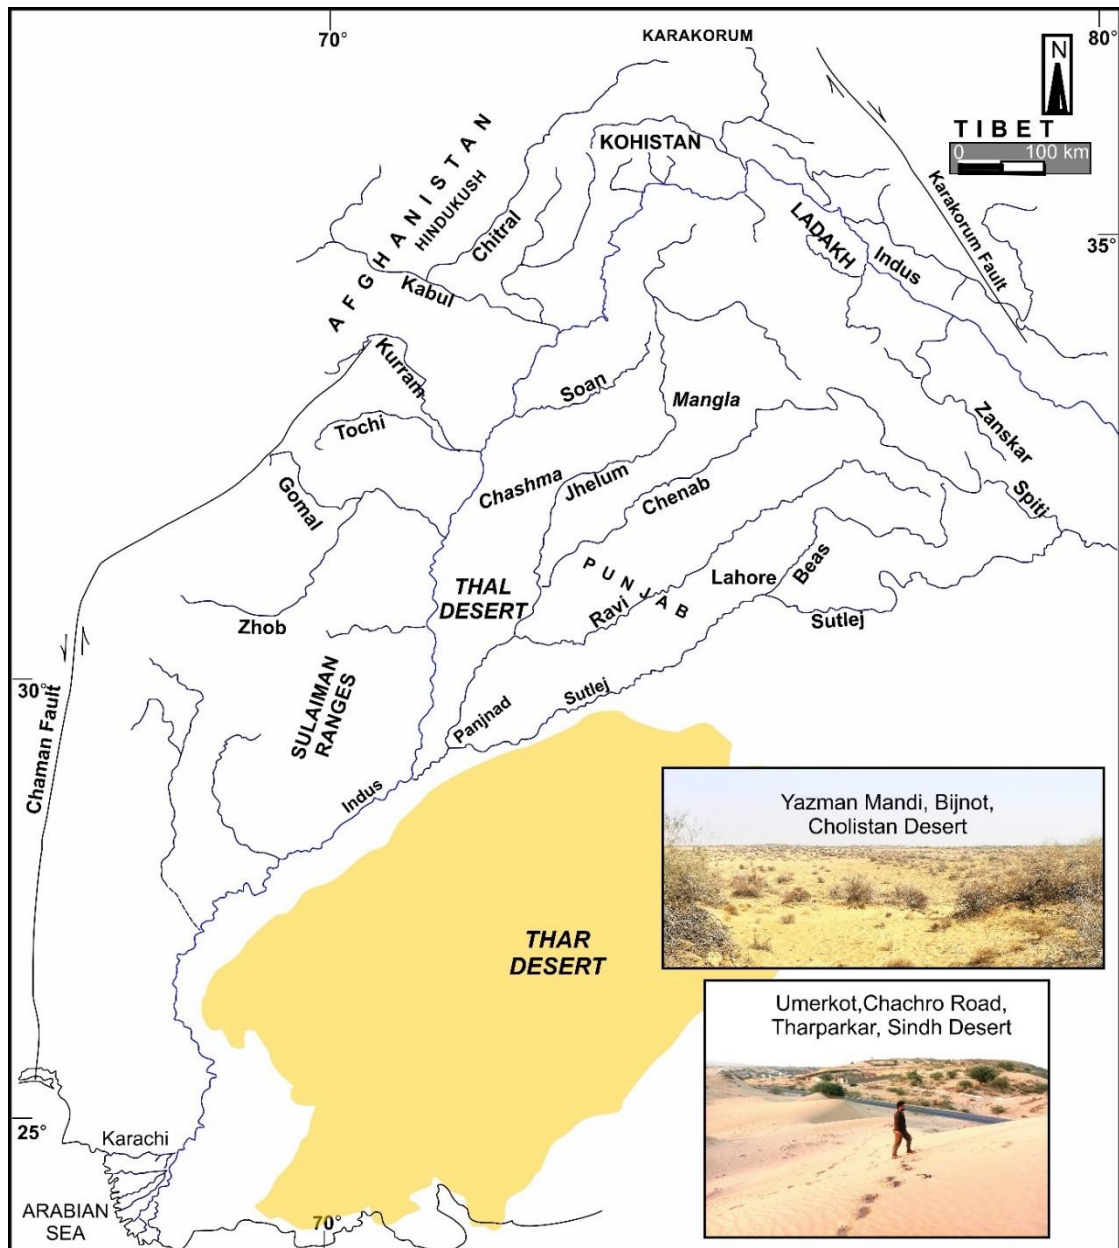 70°
KARAKORUM
80°
N
TIBET
0 100 km
KOHISTAN
AFGHANISTAN
HINDUKUSH
Chitral
LADAKH
Indus
Karakorum Fault
35°
Kabul
Kurram
Soan
Mangla
Tochi
Zanskar
Chashma
Jhelum
Chenab
Gomal
Spiti
THAL
DESERT
PUNJAB
Lahore
Beas
Ravi
Sutlej
Zhob
30°
SULAIMAN
RANGES
Panjnad
Sutlej
Chaman Fault
Indus
Yazman Mandi, Bijnot,
Cholistan Desert
THAR
DESERT
Umerkot,Chachro Road,
Tharparkar, Sindh Desert
25°
Karachi
ARABIAN
SEA
70°